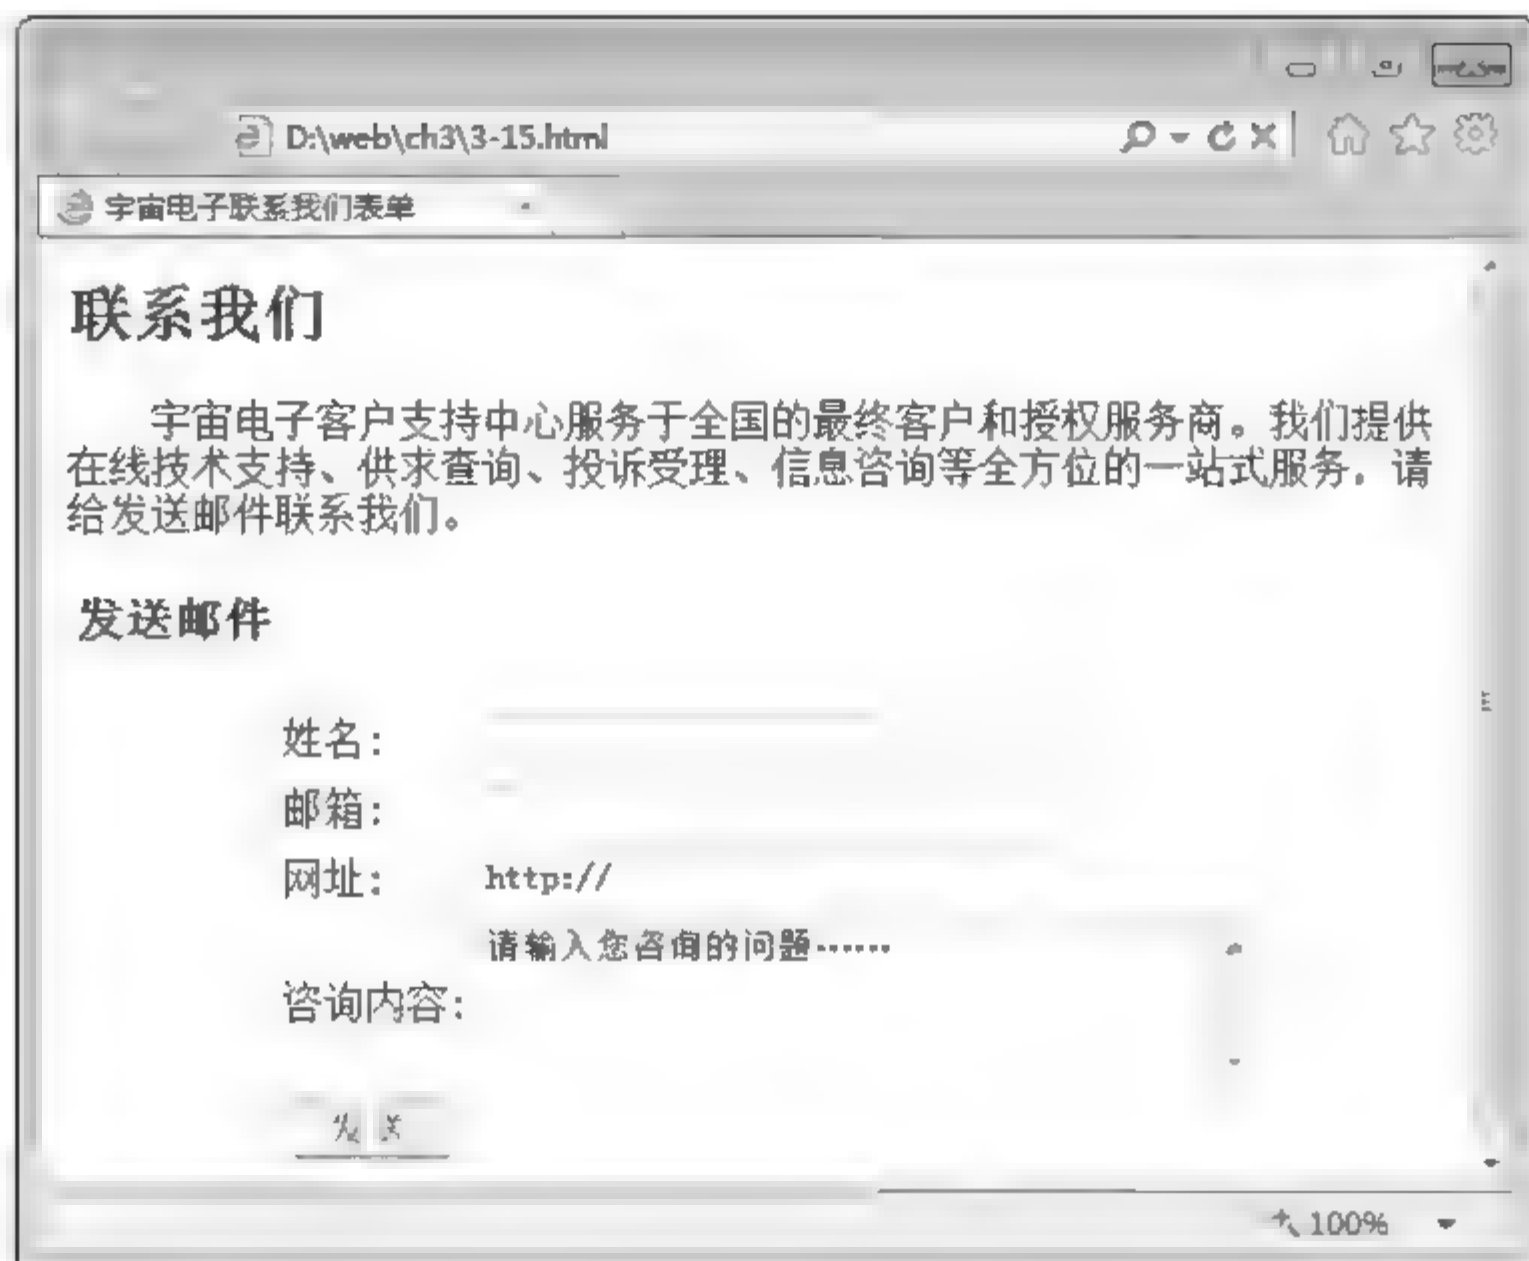 D:\web\ch3\3-15.html
宇宙电子联系我们表单
联系我们
宇宙电子客户支持中心服务于全国的最终客户和授权服务商。我们提供
在线技术支持、供求查询、投诉受理、信息咨询等全方位的一站式服务。请
给发送邮件联系我们。
发送邮件
姓名：
邮箱：
网址： http://
请输入您咨询的问题……
咨询内容：
发送
100%